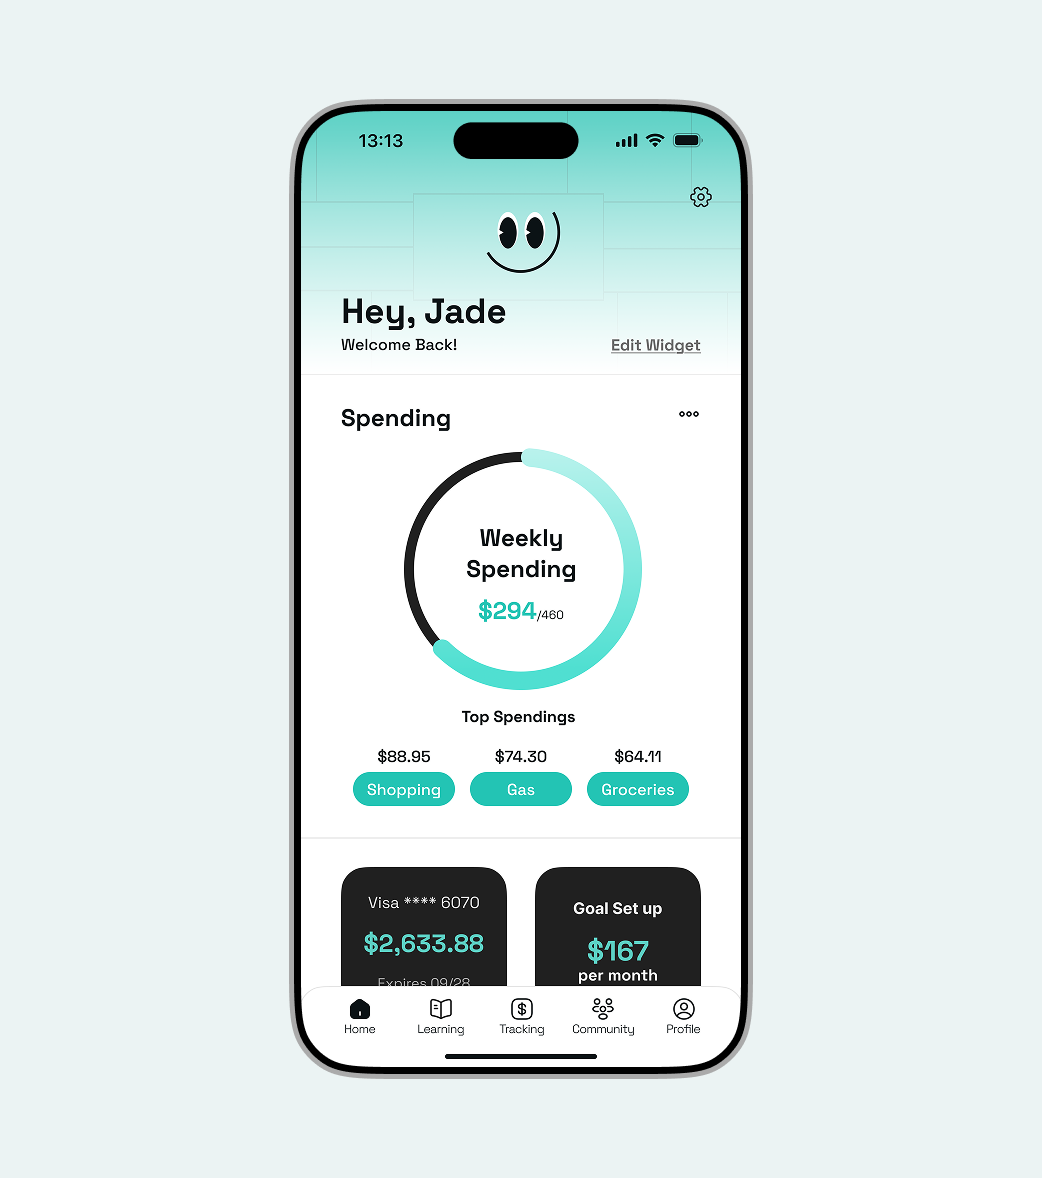 13:13
Hey, Jade
Welcome Back!
Edit Widget
Spending
Weekly
Spending
$294/460
Top Spendings
$88.95
$74.30
$64.11
Shopping
Gas
Groceries
Visa **** 6070
$2,633.88
Expires 09/28
Goal Set up
$167
per month
Home
Learning
Tracking
Community
Profile